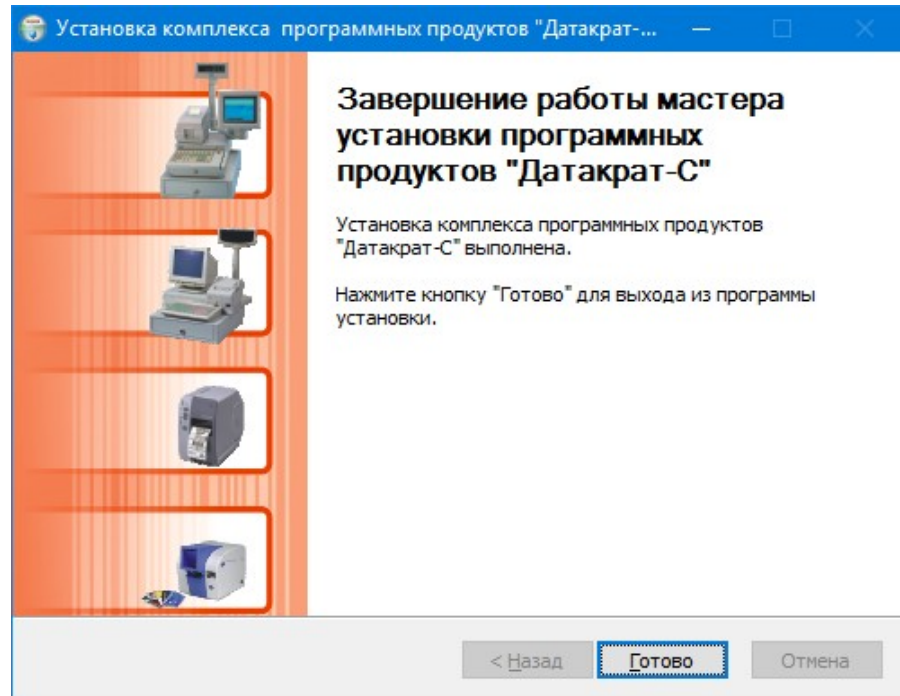 Установка комплекса программных продуктов "Датакрат-...
Завершение работы мастера
установки программных
продуктов "Датакрат-С"
Установка комплекса программных продуктов
"Датакрат-С" выполнена.
Нажмите кнопку "Готово" для выхода из программы
установки.
< Назад
Готово
Отмена